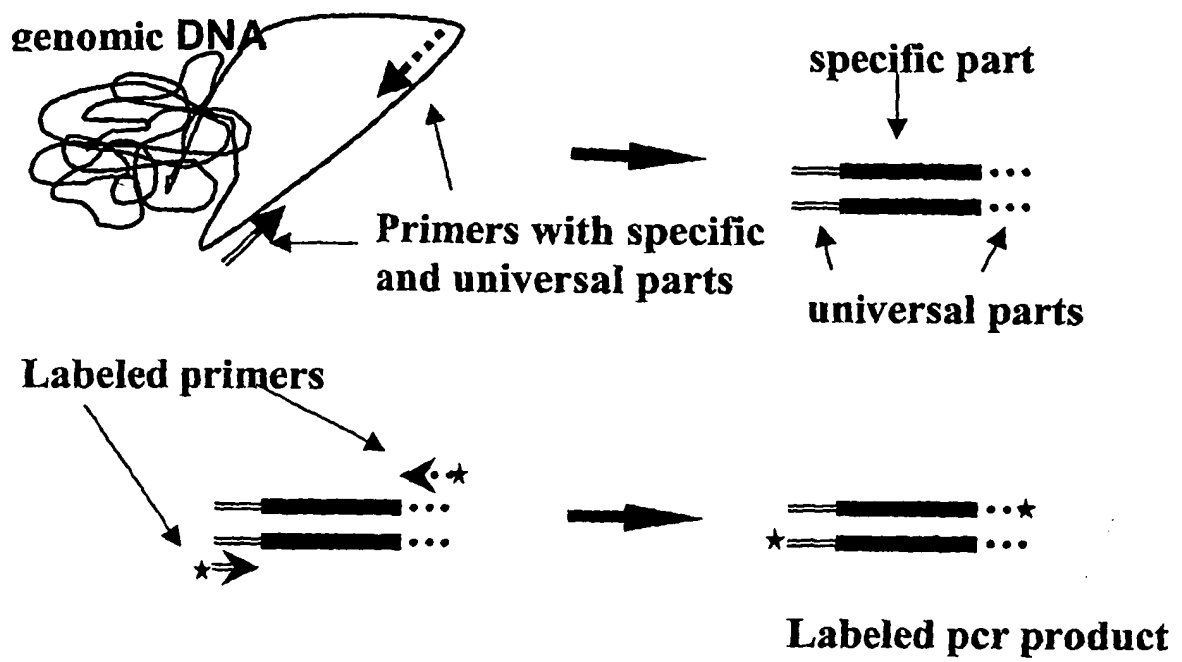 genomic DNA
specific part
Primers with specific
and universal parts
universal parts
Labeled primers
Labeled pcr product